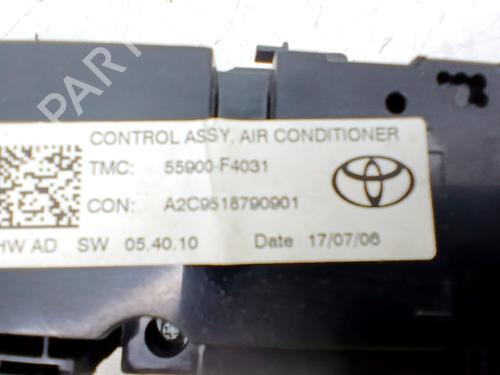 CONTROL ASSY, AIR CONDITIONER
TMC: 55900-F4031
CON: A2C9518790901
HW AD SW 05.40.10 Date 17/07/06